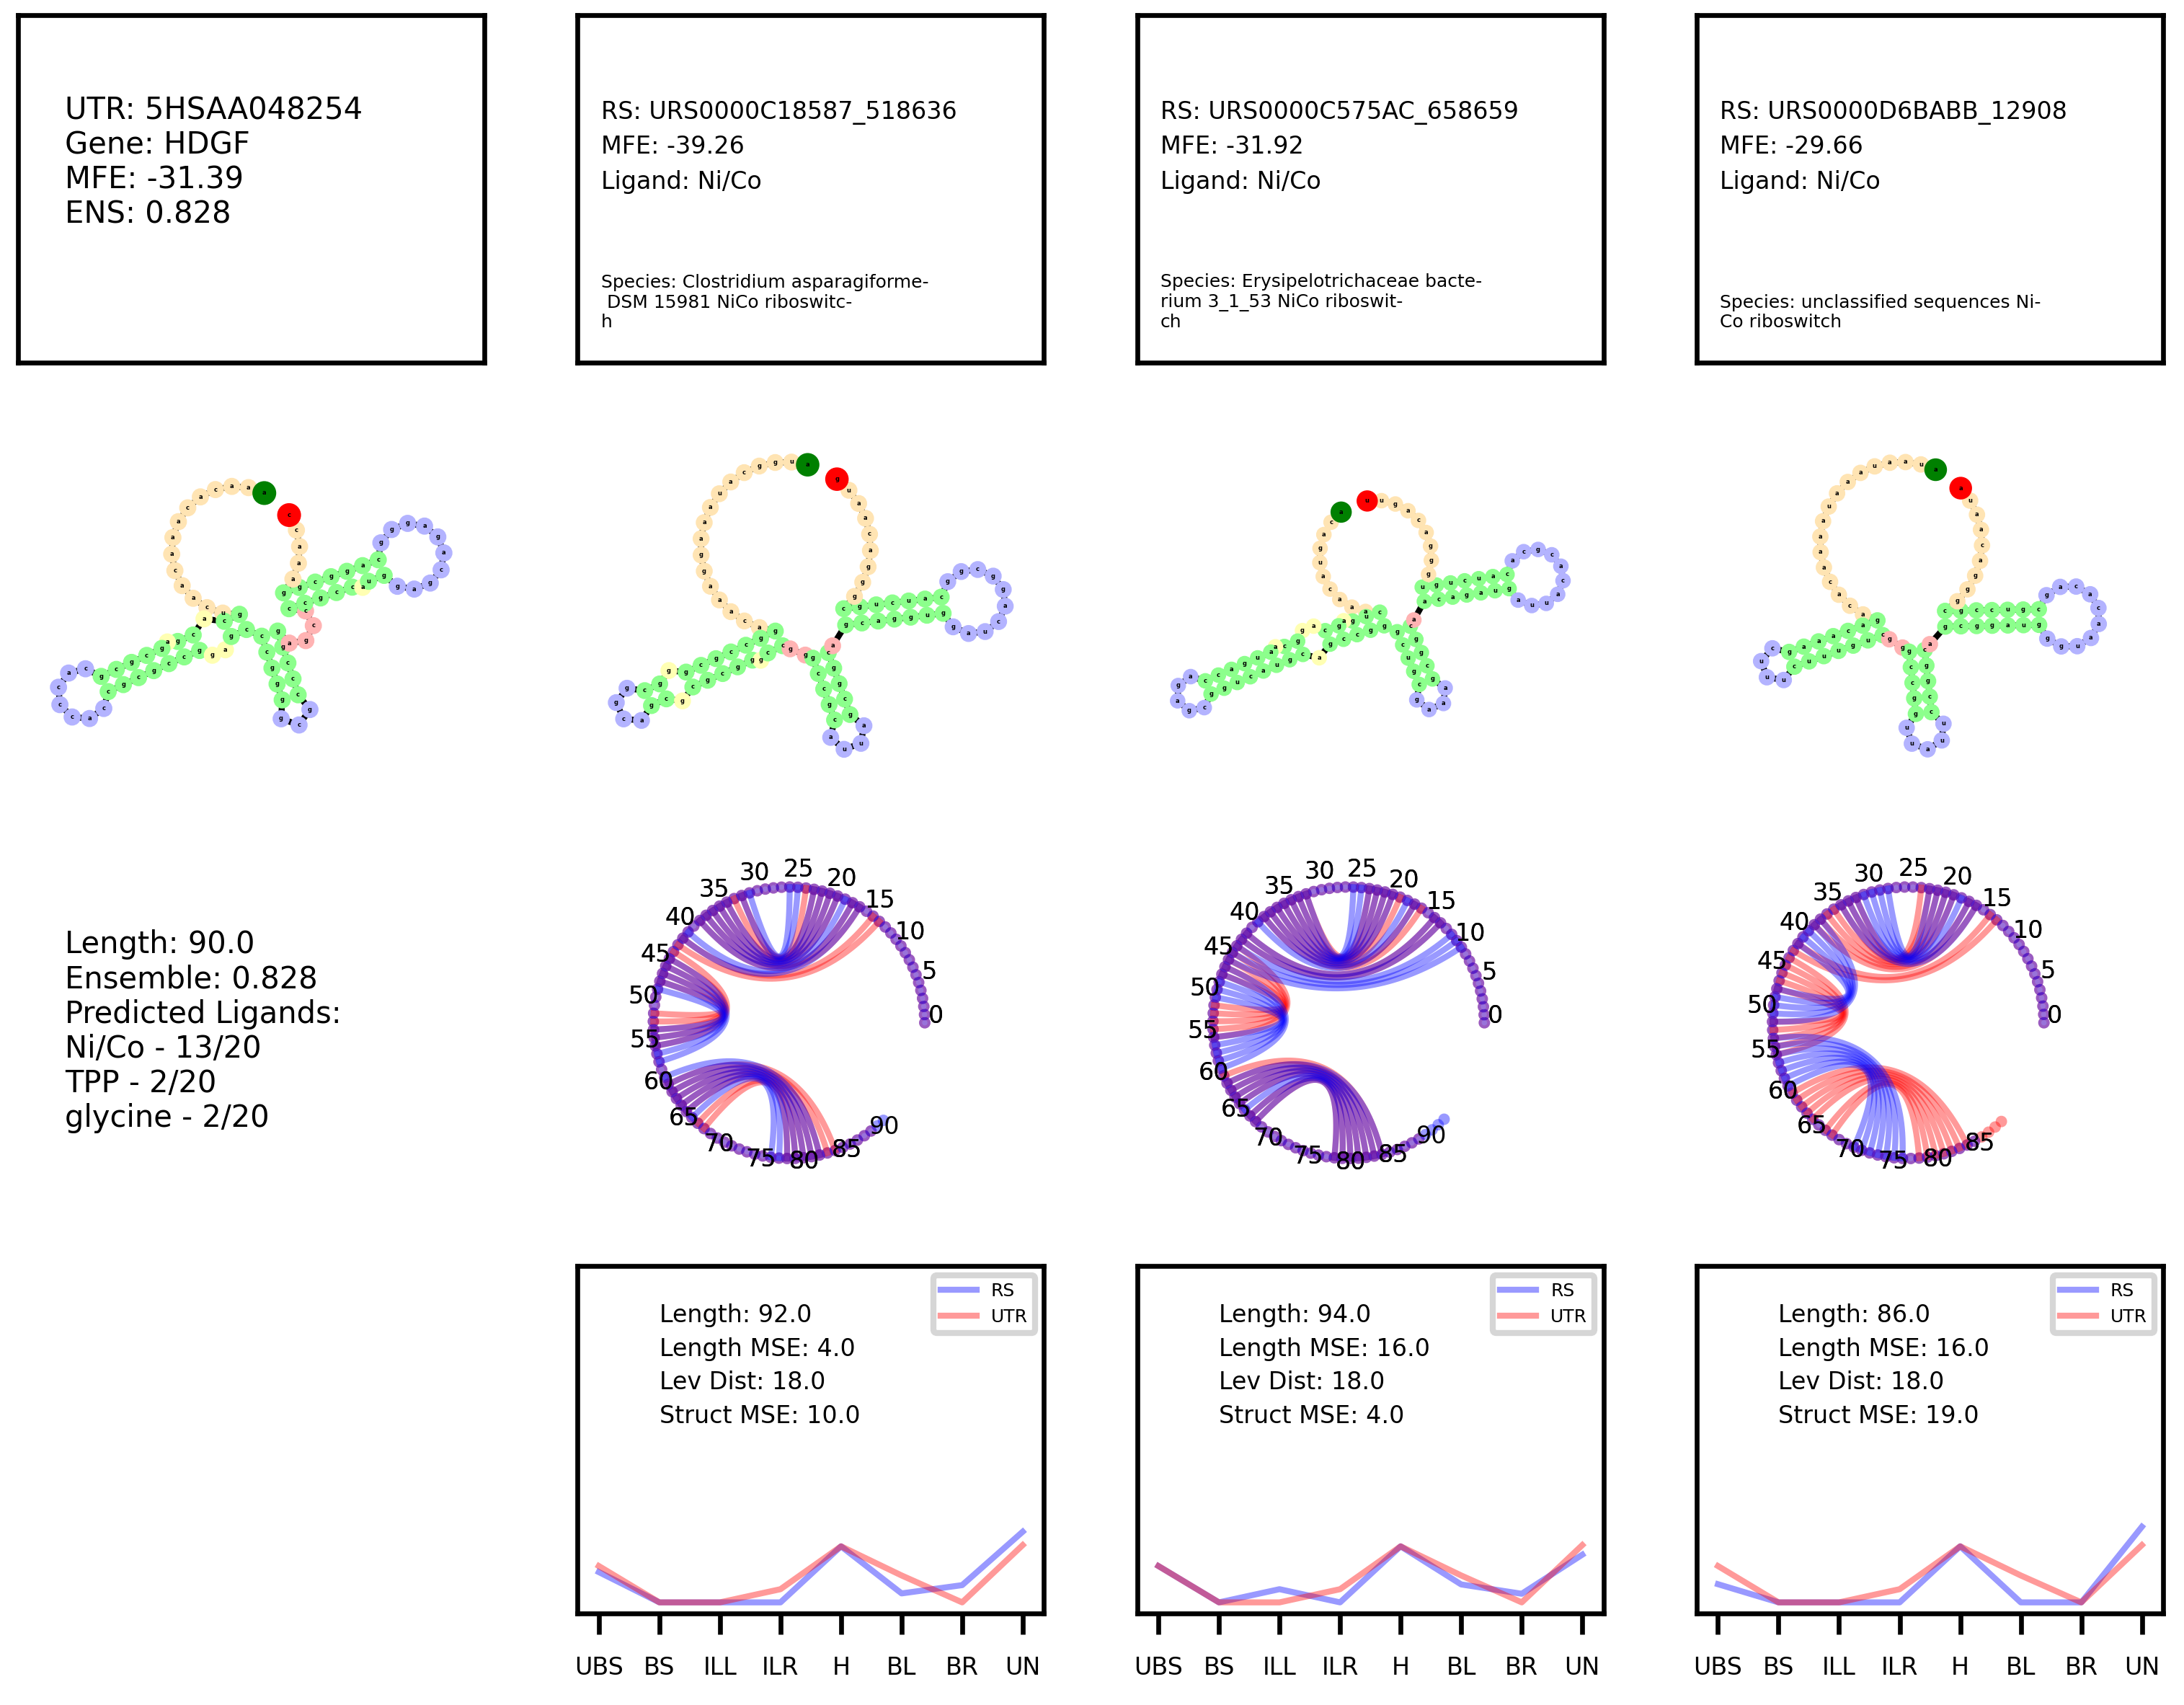 UTR: 5HSAA048254
Gene: HDGF
MFE: -31.39
ENS: 0.828
RS: URS0000C18587_518636
MFE: -39.26
Ligand: Ni/Co
Species: Clostridium asparagiforme-
DSM 15981 NiCo riboswitc-
h
RS: URS0000C575AC_658659
MFE: -31.92
Ligand: Ni/Co
Species: Erysipelotrichaceae bacte-
rium 3_1_53 NiCo riboswit-
ch
RS: URS0000D6BABB_12908
MFE: -29.66
Ligand: Ni/Co
Species: unclassified sequences Ni-
Co riboswitch
Length: 90.0
Ensemble: 0.828
Predicted Ligands:
Ni/Co - 13/20
TPP - 2/20
glycine - 2/20
0
5
10
15
20
25
30
35
40
45
50
55
60
65
70
75
80
85
90
0
5
10
15
20
25
30
35
40
45
50
55
60
65
70
75
80
85
90
0
5
10
15
20
25
30
35
40
45
50
55
60
65
70
75
80
85
RS
UTR
Length: 92.0
Length MSE: 4.0
Lev Dist: 18.0
Struct MSE: 10.0
UBS BS ILL ILR H BL BR UN
RS
UTR
Length: 94.0
Length MSE: 16.0
Lev Dist: 18.0
Struct MSE: 4.0
UBS BS ILL ILR H BL BR UN
RS
UTR
Length: 86.0
Length MSE: 16.0
Lev Dist: 18.0
Struct MSE: 19.0
UBS BS ILL ILR H BL BR UN